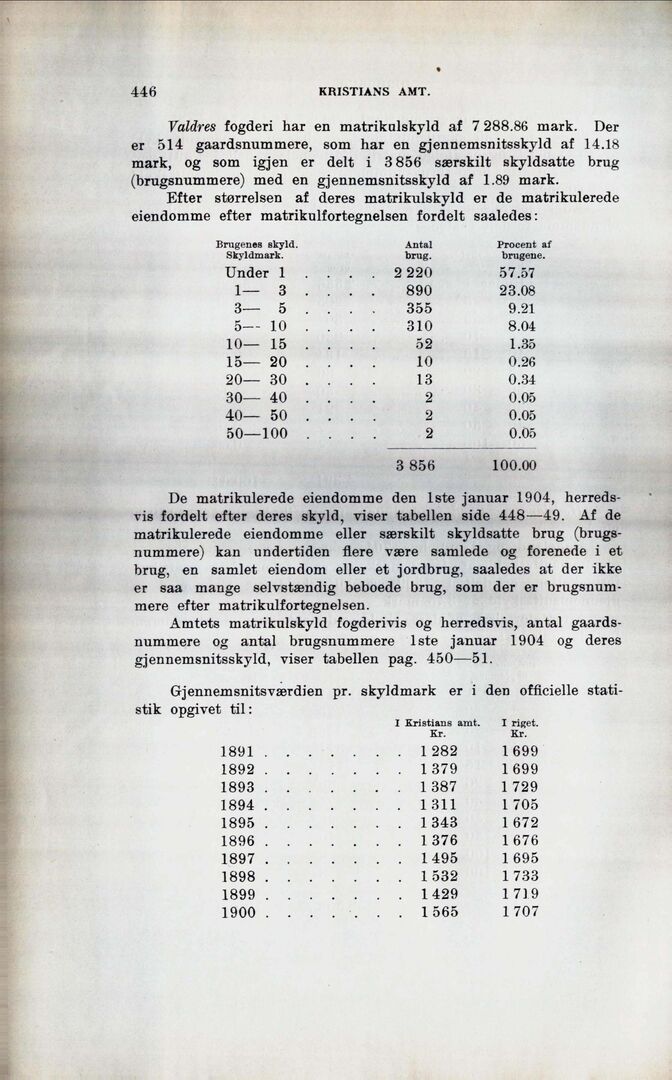 446
KRISTIANS AMT.
Valdres fogderi har en matrikulskyld af 7 288.86 mark. Der
er 514 gaardsnummere, som har en gjennemsnitsskyld af 14.18
mark, og som igjen er delt i 3 856 særskilt skyldsatte brug
(brugsnummere) med en gjennemsnitsskyld af 1.89 mark.
Efter størrelsen af deres matrikulskyld er de matrikulerede
eiendomme efter matrikulfortegnelsen fordelt saaledes:
Brugenes skyld. Antal Procent af
Skyldmark. brug. brugene.
Under 1 . . . . 2 220 57.57
1— 3 . . . . 890 23.08
3— 5 . . . . 355 9.21
5-- 10 . . . . 310 8.04
10— 15 . . . . 52 1.35
15— 20 . . . . 10 0.26
20— 30 . . . . 13 0.34
30— 40 . . . . 2 0.05
40— 50 . . . . 2 0.05
50—100 . . . . 2 0.05
3 856 100.00
De matrikulerede eiendomme den 1ste januar 1904, herreds-
vis fordelt efter deres skyld, viser tabellen side 448—49. Af de
matrikulerede eiendomme eller særskilt skyldsatte brug (brugs-
nummere) kan undertiden flere være samlede og forenede i et
brug, en samlet eiendom eller et jordbrug, saaledes at der ikke
er saa mange selvstændig beboede brug, som der er brugsnum-
mere efter matrikulfortegnelsen.
Amtets matrikulskyld fogderivis og herredsvis, antal gaards-
nummere og antal brugsnummere 1ste januar 1904 og deres
gjennemsnitsskyld, viser tabellen pag. 450—51.
Gjennemsnitsværdien pr. skyldmark er i den officielle stati-
stik opgivet til:
I Kristians amt. I riget.
Kr. Kr.
1891 . . . . . . . 1 282 1 699
1892 . . . . . . . 1 379 1 699
1893 . . . . . . . 1 387 1 729
1894 . . . . . . . 1 311 1 705
1895 . . . . . . . 1 343 1 672
1896 . . . . . . . 1 376 1 676
1897 . . . . . . . 1 495 1 695
1898 . . . . . . . 1 532 1 733
1899 . . . . . . . 1 429 1 719
1900 . . . . . . . 1 565 1 707